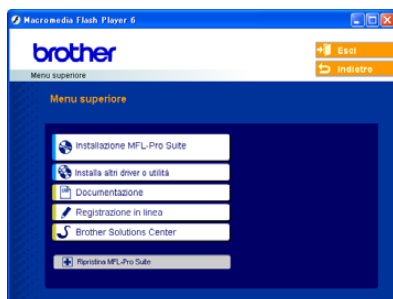 Macromedia Flash Player 6
brother
Esci
Indietro
Menu superiore
Menu superiore
Installazione MFL-Pro Suite
Installa altri driver o utilità
Documentazione
Registrazione in linea
Brother Solutions Center
Ripristina MFL-Pro Suite